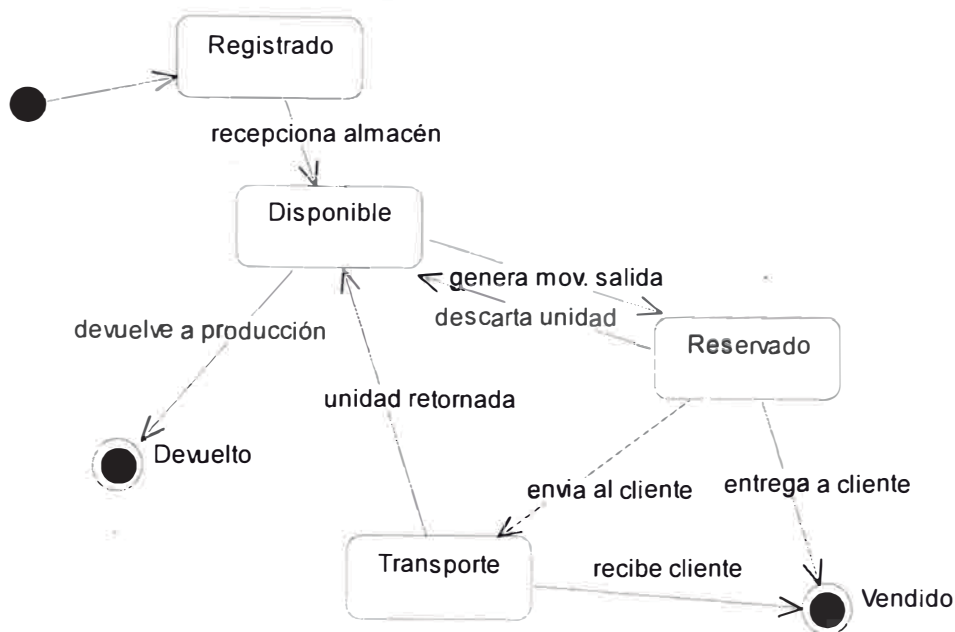 Registrado
recepciona almacén
Disponible
genera mov. salida
descarta unidad
devuelve a producción
Reservado
unidad retornada
Devuelto
envia al cliente
entrega a cliente
Transporte
recibe cliente
Vendido